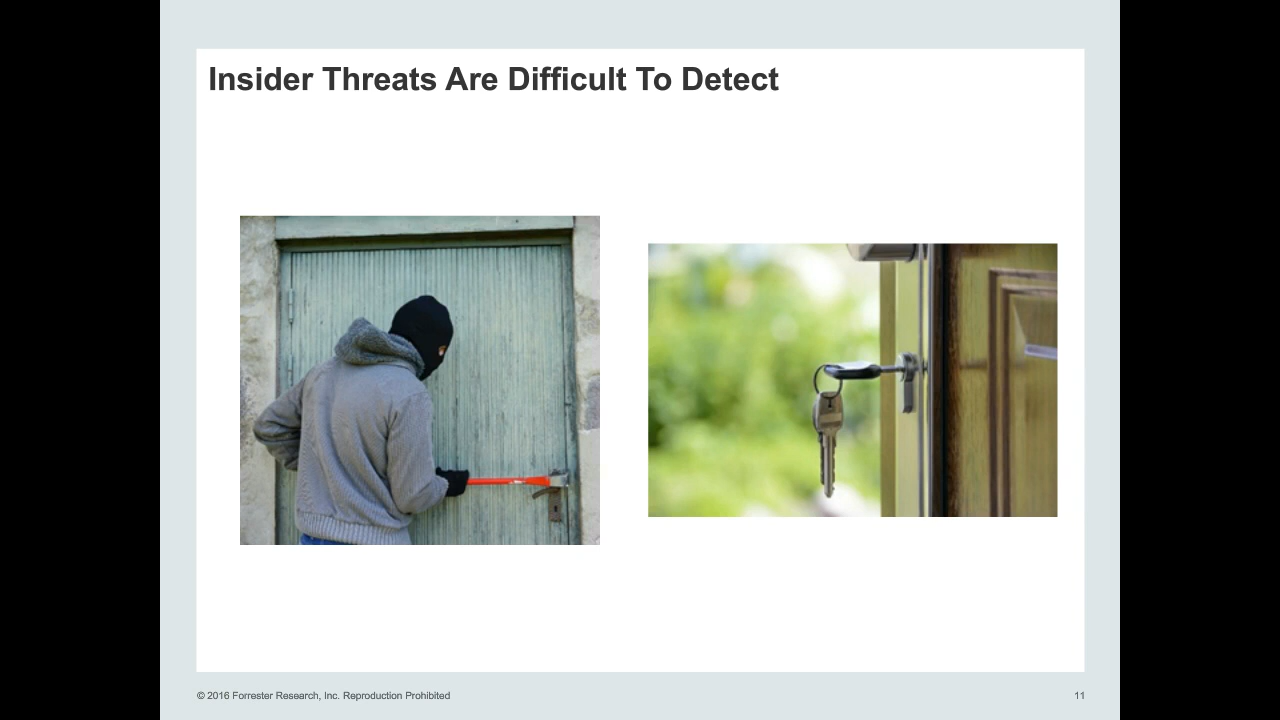 Insider Threats Are Difficult To Detect
© 2016 Forrester Research, Inc. Reproduction Prohibited
11